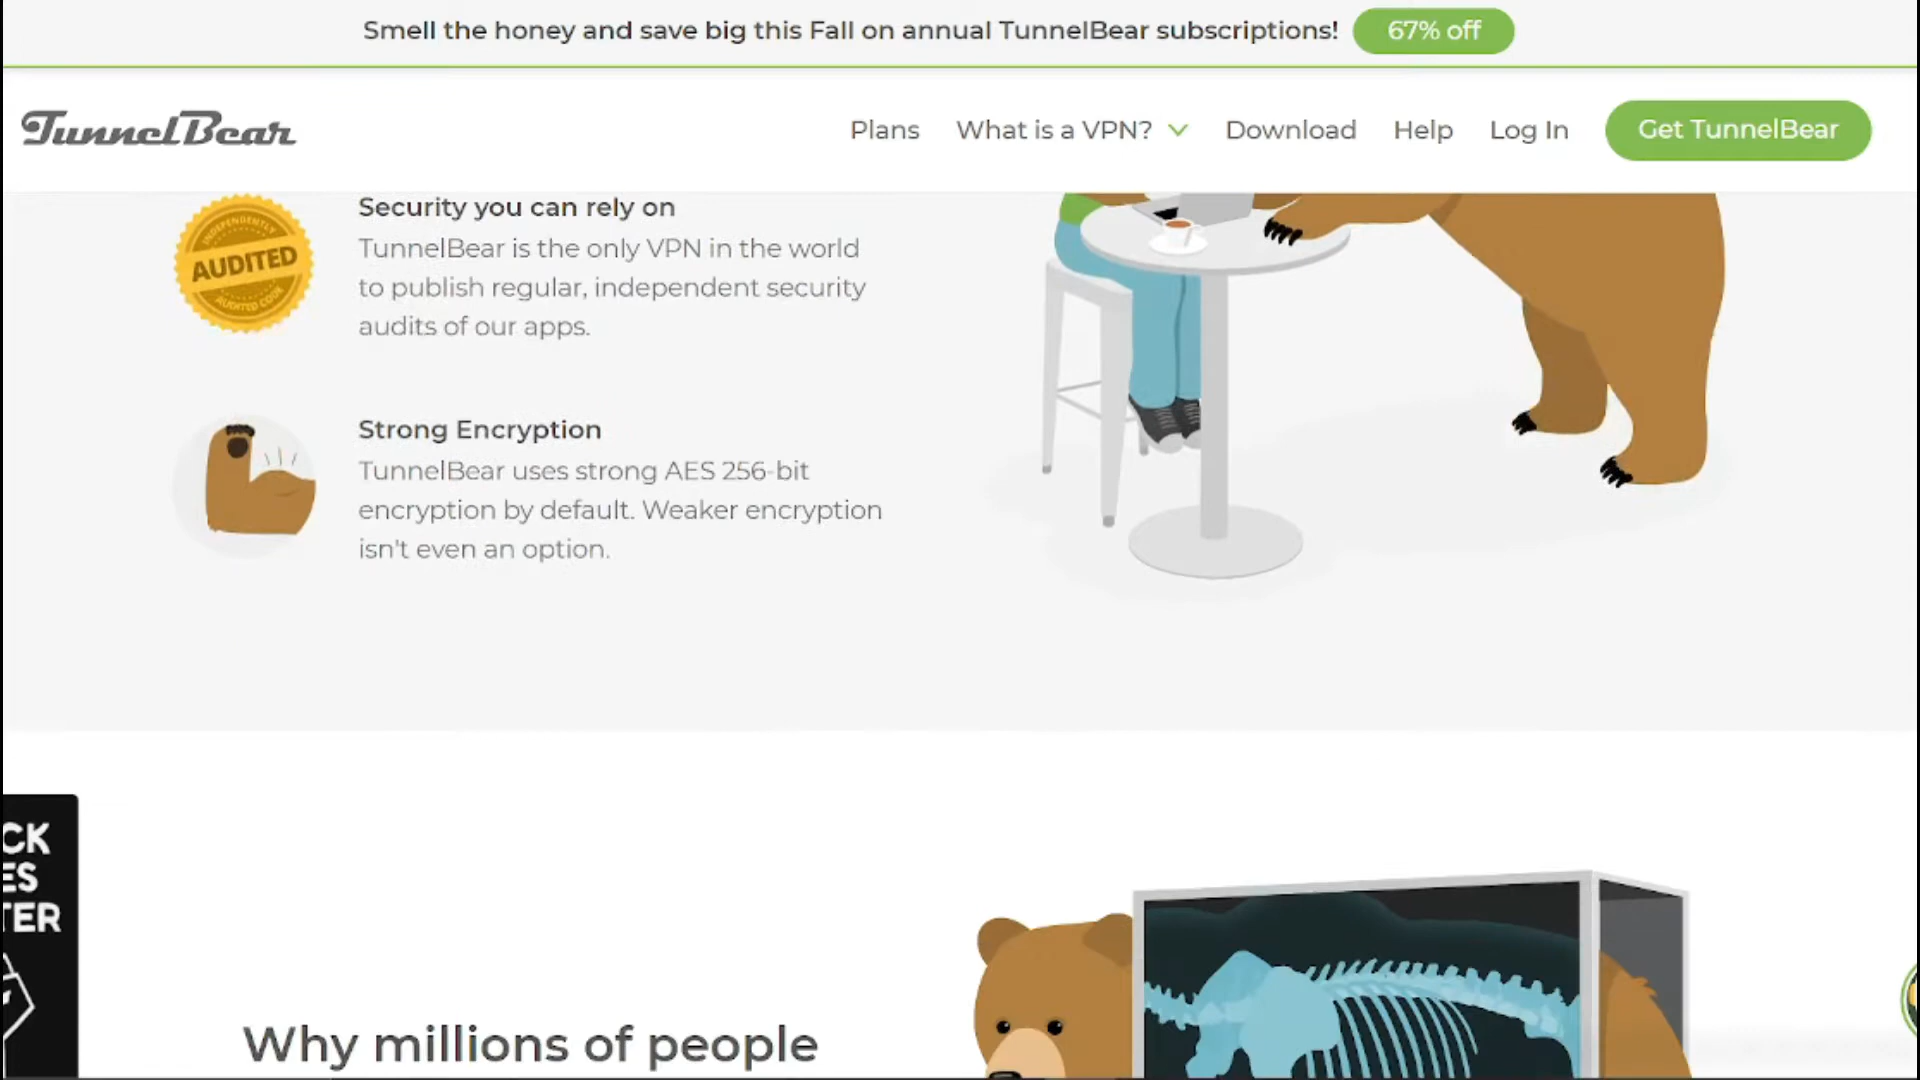 Smell the honey and save big this Fall on annual TunnelBear subscriptions! 67% off
TunnelBear
Plans What is a VPN? Download Help Log In Get TunnelBear
INDEPENDENTLY
AUDITED
AUDITED CODE
Security you can rely on
TunnelBear is the only VPN in the world
to publish regular, independent security
audits of our apps.
Strong Encryption
TunnelBear uses strong AES 256-bit
encryption by default. Weaker encryption
isn't even an option.
CK
ES
TER
Why millions of people